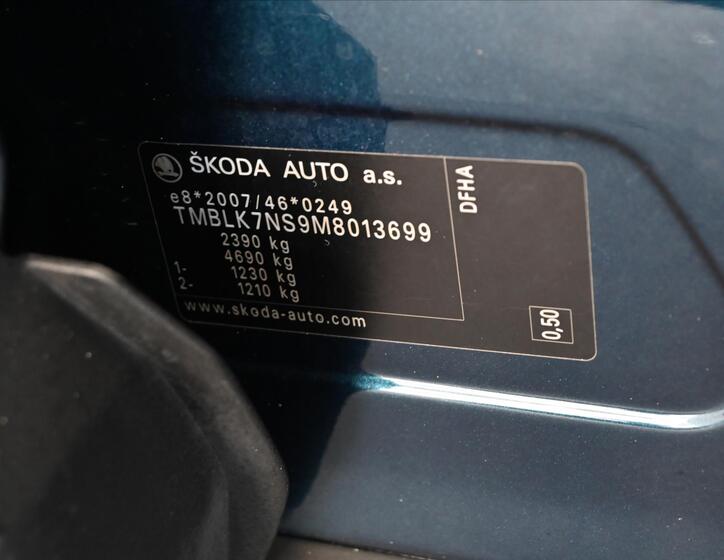 ŠKODA AUTO a.s.
e8*2007/46*0249
TMBLK7NS9M8013699
2390 kg
4690 kg
1- 1230 kg
2- 1210 kg
www.skoda-auto.com
DFHA
0,50